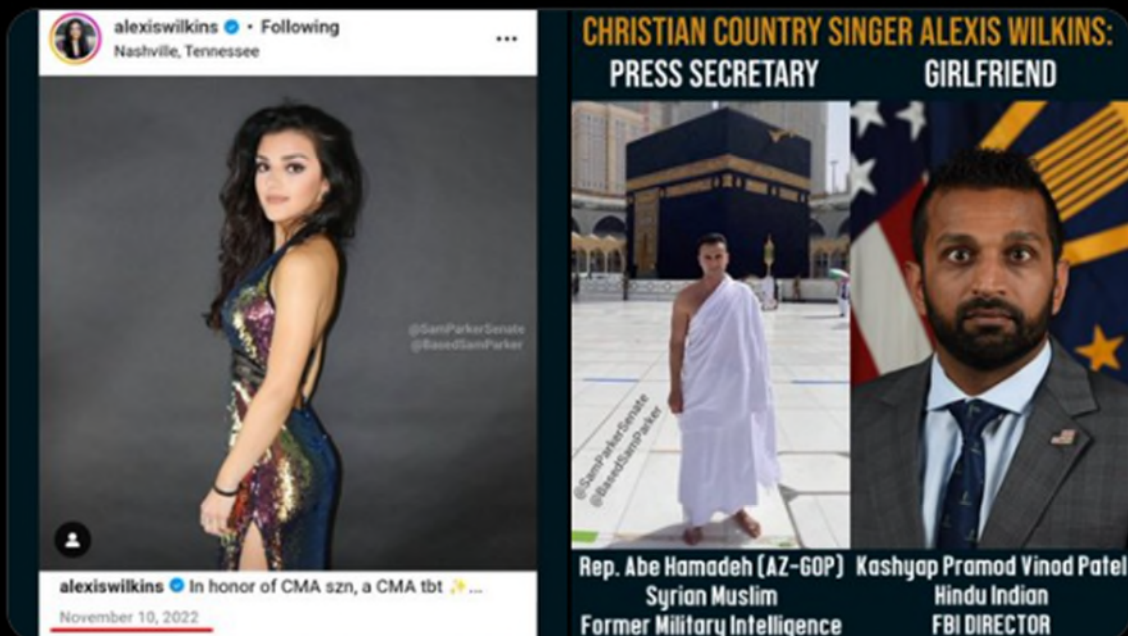 alexiswilkins • Following
Nashville, Tennessee
@SamParkerSenate
@BasedSamParker
alexiswilkins In honor of CMA szn, a CMA tbt ✨...
November 10, 2022
CHRISTIAN COUNTRY SINGER ALEXIS WILKINS:
PRESS SECRETARY
GIRLFRIEND
@SamParkerSenate
@BasedSamParker
Rep. Abe Hamadeh (AZ-GOP)
Syrian Muslim
Former Military Intelligence
Kashyap Pramod Vinod Patel
Hindu Indian
FBI DIRECTOR